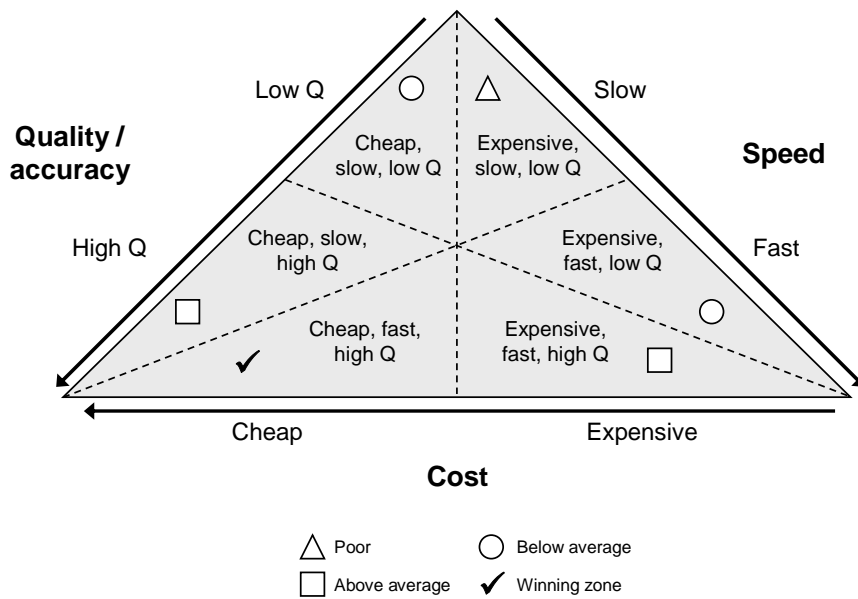 Low Q
Slow
Quality /
accuracy
Speed
Cheap,
slow, low Q
Expensive,
slow, low Q
High Q
Fast
Cheap, slow,
high Q
Expensive,
fast, low Q
Cheap, fast,
high Q
Expensive,
fast, high Q
Cheap
Expensive
Cost
Poor
Below average
Above average
Winning zone